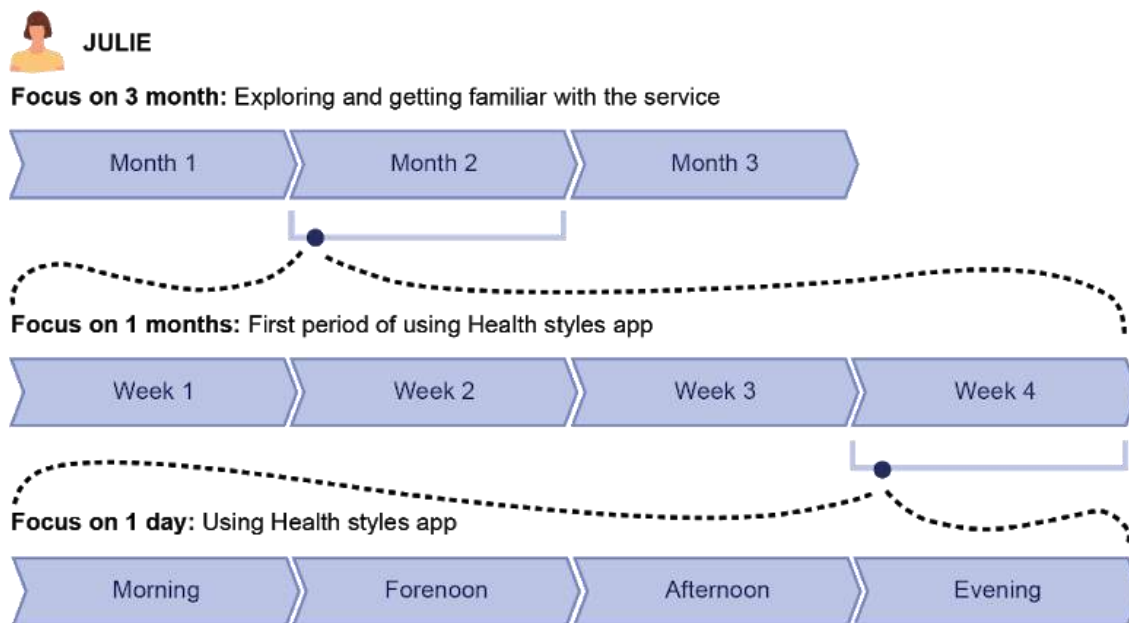 JULIE
Focus on 3 month: Exploring and getting familiar with the service
Month 1 Month 2 Month 3
Focus on 1 months: First period of using Health styles app
Week 1 Week 2 Week 3 Week 4
Focus on 1 day: Using Health styles app
Morning Forenoon Afternoon Evening